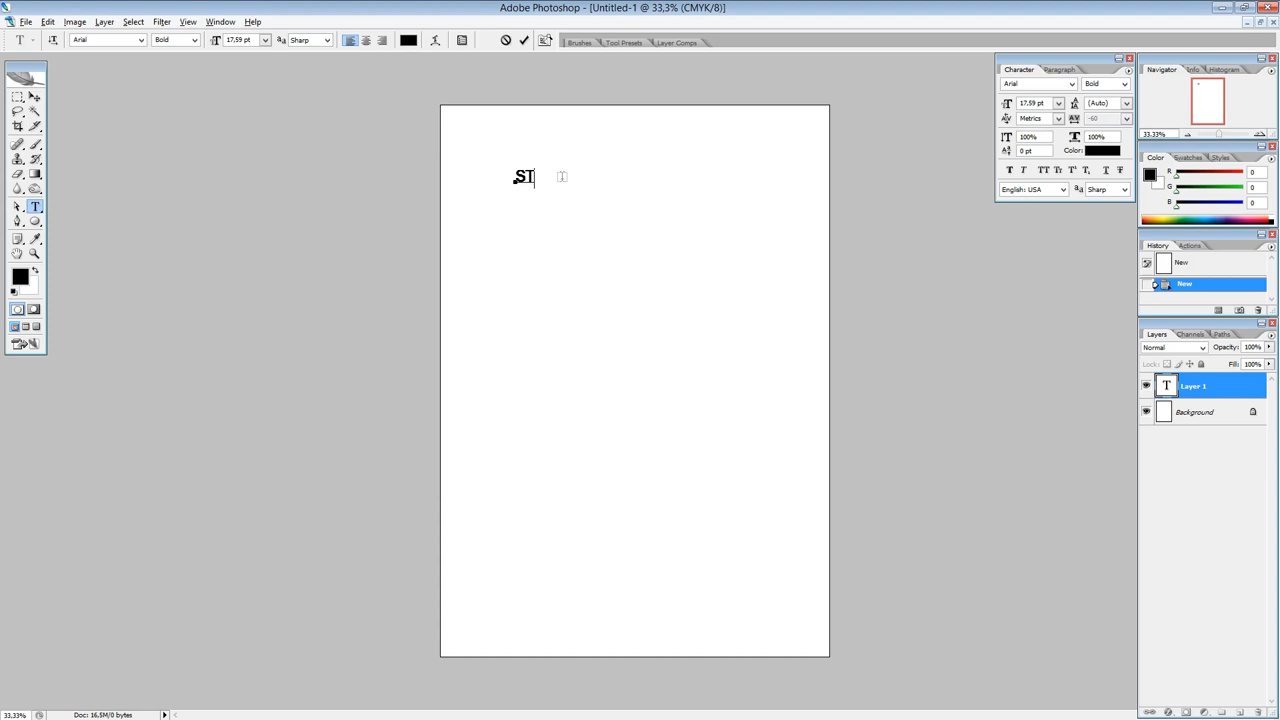 Adobe Photoshop - [Untitled-1 @ 33,3% (CMYK/8)]
File Edit Image Layer Select Filter View Window Help
T Arial Bold 17,59 pt Sharp Brushes Tool Presets Layer Comps
Character Paragraph
Arial Bold
17,59 pt (Auto)
Metrics -60
100% 100%
0 pt Color:
English: USA Sharp
Navigator Info Histogram
33.33%
Color Swatches Styles
R 0
G 0
B 0
History Actions
New
New
Layers Channels Paths
Normal Opacity: 100%
Lock: Fill: 100%
T Layer 1
Background
ST
33,33% Doc: 16.5M/0 bytes